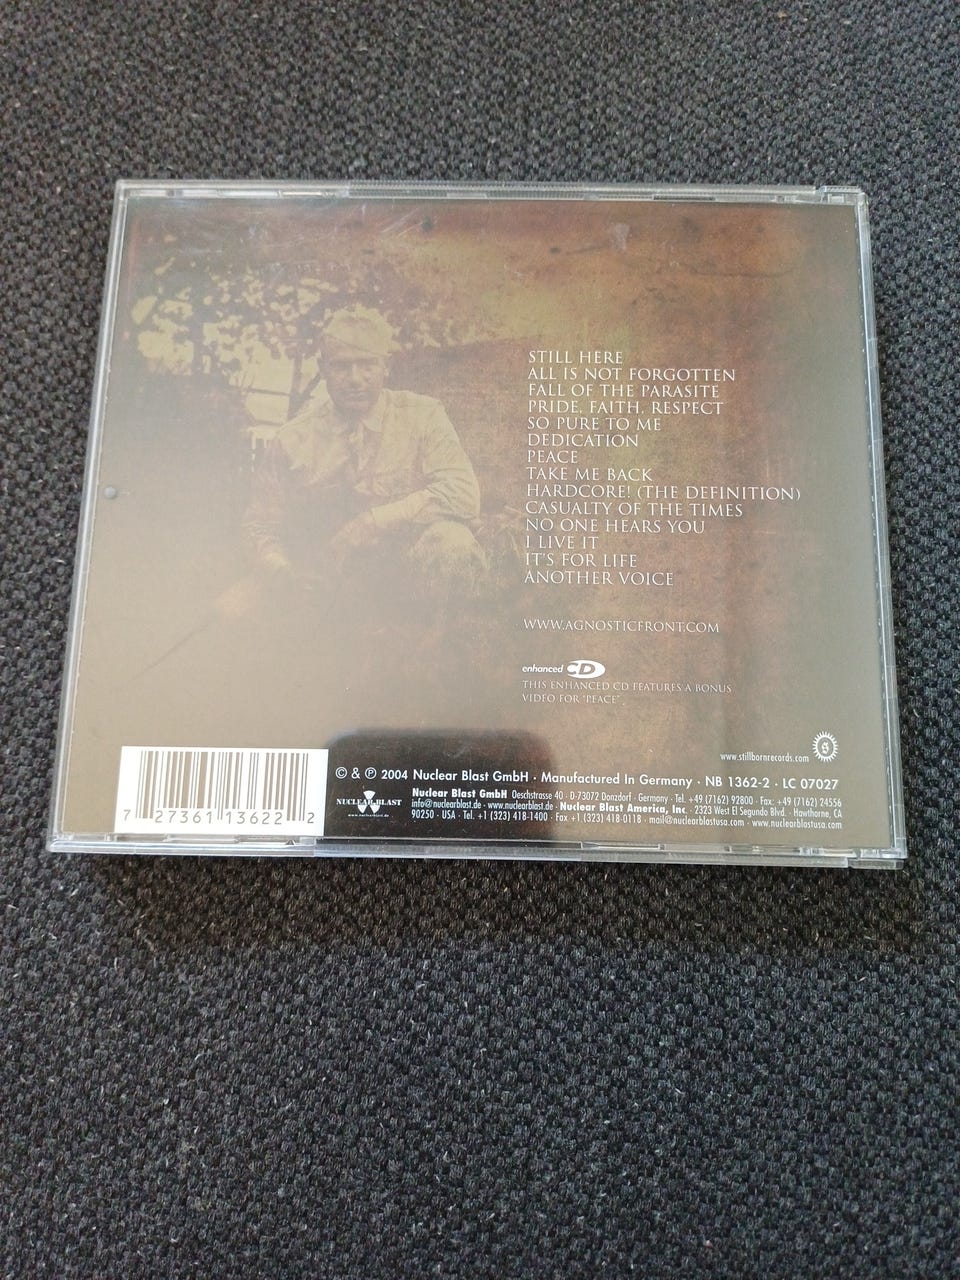 STILL HERE
ALL IS NOT FORGOTTEN
FALL OF THE PARASITE
PRIDE, FAITH, RESPECT
SO PURE TO ME
DEDICATION
PEACE
TAKE ME BACK
HARDCORE! (THE DEFINITION)
CASUALTY OF THE TIMES
NO ONE HEARS YOU
I LIVE IT
IT'S FOR LIFE
ANOTHER VOICE
WWW.AGNOSTICFRONT.COM
enhanced CD
THIS ENHANCED CD FEATURES A BONUS
VIDEO FOR "PEACE".
www.stillbornrecords.com
7 27361 13622 2
NUCLEAR BLAST
www.nuclearblast.de
© & ℗ 2004 Nuclear Blast GmbH · Manufactured In Germany · NB 1362-2 · LC 07027
Nuclear Blast GmbH Oeschstrasse 40 · D-73072 Donzdorf · Germany · Tel. +49 (7162) 92800 · Fax: +49 (7162) 24556
info@nuclearblast.de · www.nuclearblast.de · Nuclear Blast America, Inc · 2323 West El Segundo Blvd. · Hawthorne, CA
90250 · USA · Tel. +1 (323) 418-1400 · Fax +1 (323) 418-0118 · mail@nuclearblastusa.com · www.nuclearblastusa.com